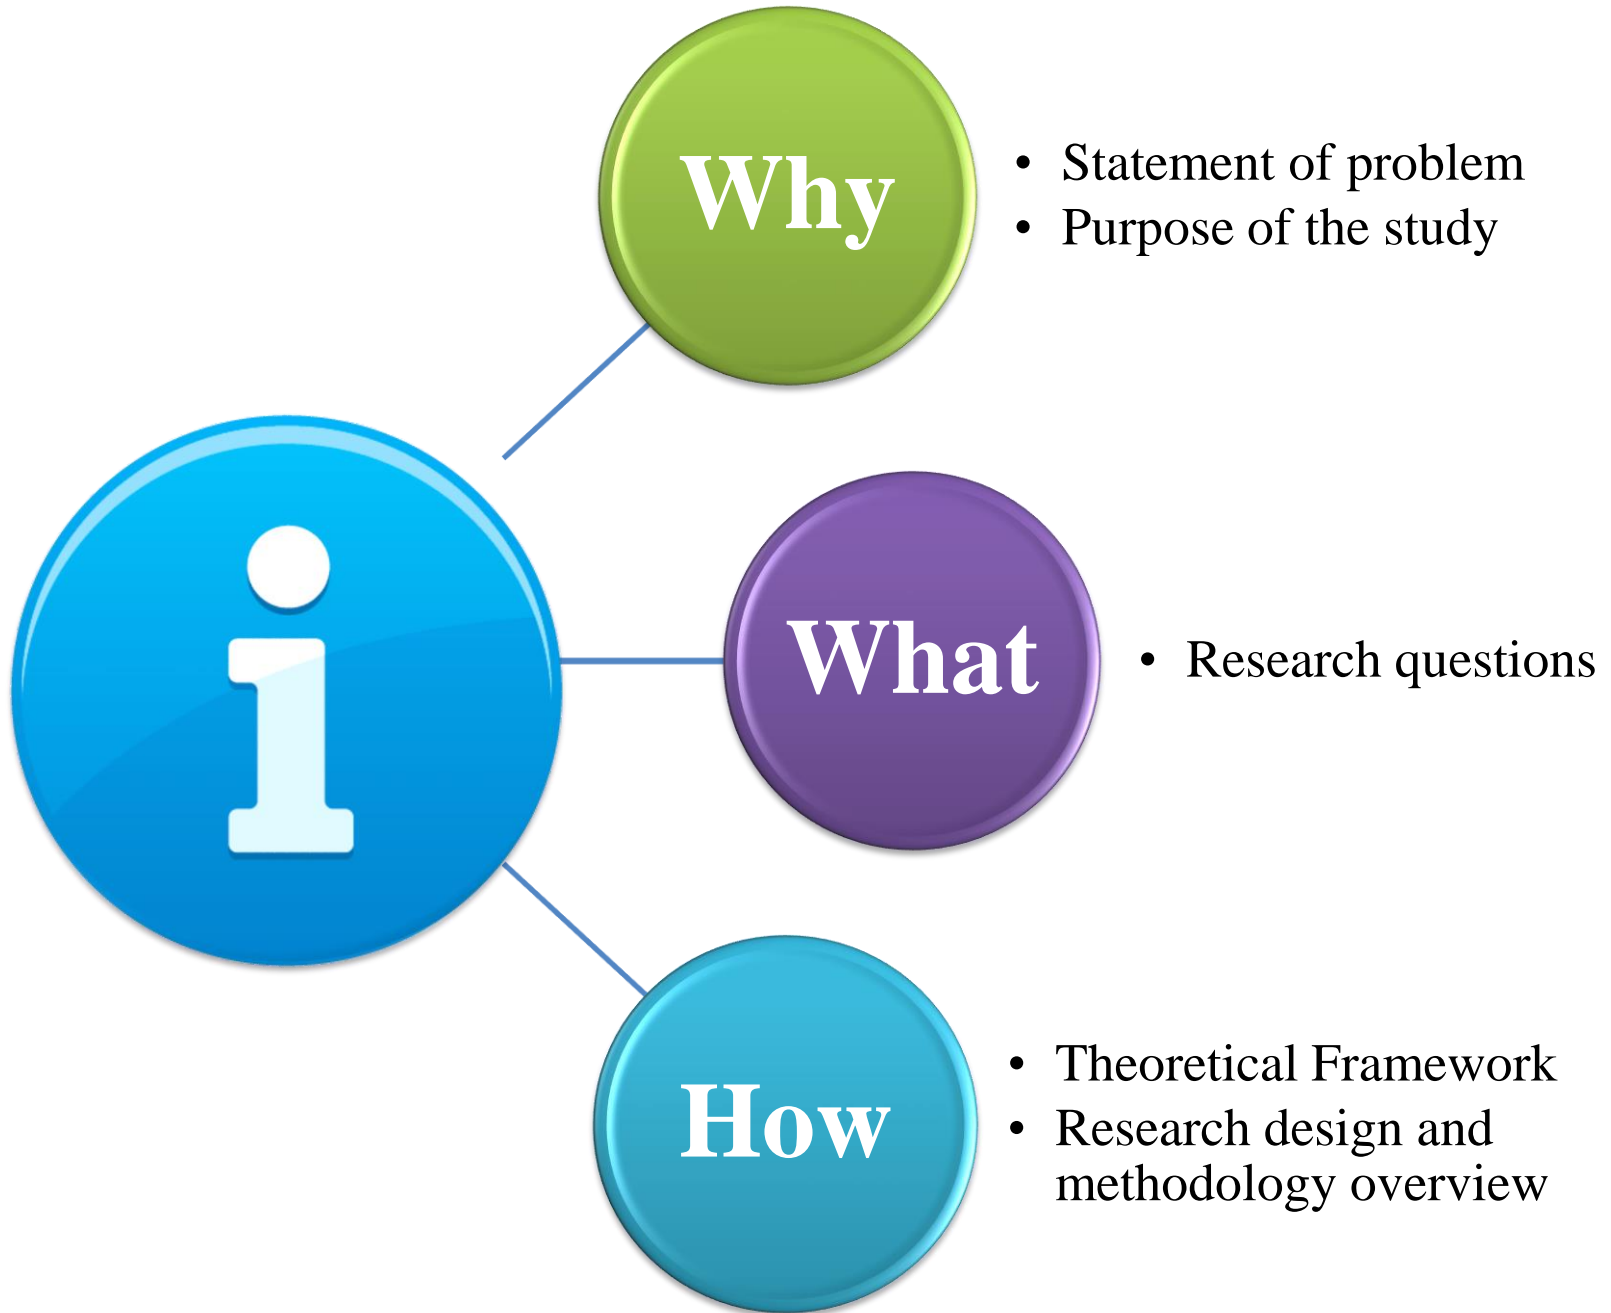 Why
• Statement of problem
• Purpose of the study
i
What
• Research questions
How
• Theoretical Framework
• Research design and
methodology overview